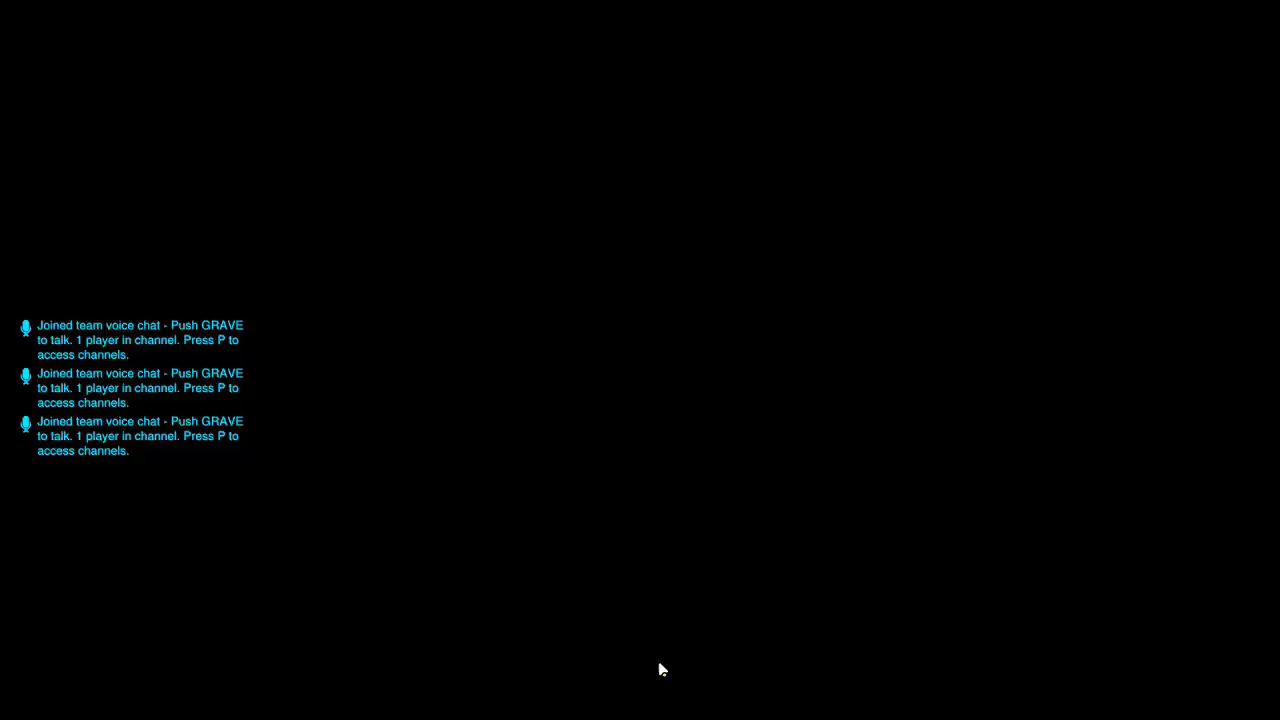 Joined team voice chat - Push GRAVE
to talk. 1 player in channel. Press P to
access channels.
Joined team voice chat - Push GRAVE
to talk. 1 player in channel. Press P to
access channels.
Joined team voice chat - Push GRAVE
to talk. 1 player in channel. Press P to
access channels.